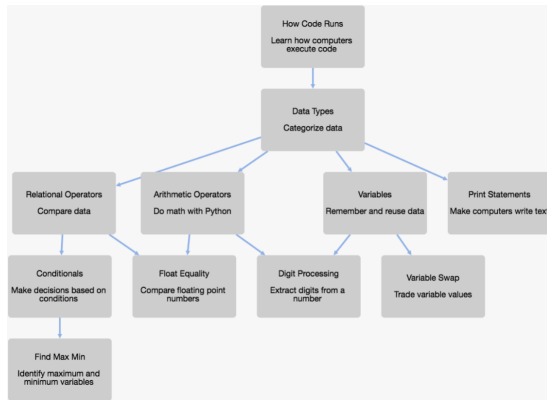 How Code Runs
Learn how computers
execute code
Data Types
Categorize data
Relational Operators
Compare data
Arithmetic Operators
Do math with Python
Variables
Remember and reuse data
Print Statements
Make computers write text
Conditionals
Make decisions based on
conditions
Float Equality
Compare floating point
numbers
Digit Processing
Extract digits from a
number
Variable Swap
Trade variable values
Find Max Min
Identify maximum and
minimum variables